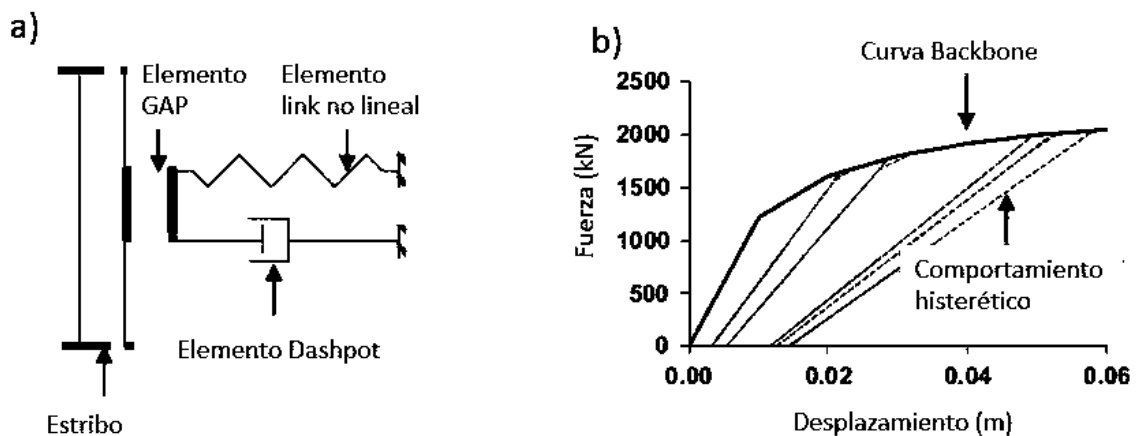 a)
Elemento
GAP
Elemento
link no lineal
Elemento Dashpot
Estribo
b)
Curva Backbone
Fuerza (kN)
2500
2000
1500
1000
500
0
Comportamiento
histerético
0.00
0.02
0.04
0.06
Desplazamiento (m)